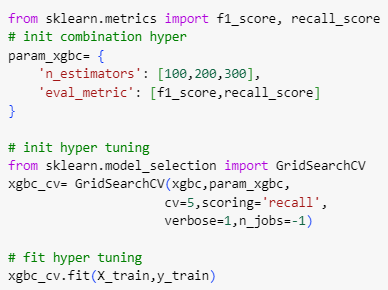 from sklearn.metrics import f1_score, recall_score
# init combination hyper
param_xgbc= {
    'n_estimators': [100,200,300],
    'eval_metric': [f1_score,recall_score]
}

# init hyper tuning
from sklearn.model_selection import GridSearchCV
xgbc_cv= GridSearchCV(xgbc,param_xgbc,
                     cv=5,scoring='recall',
                     verbose=1,n_jobs=-1)

# fit hyper tuning
xgbc_cv.fit(X_train,y_train)